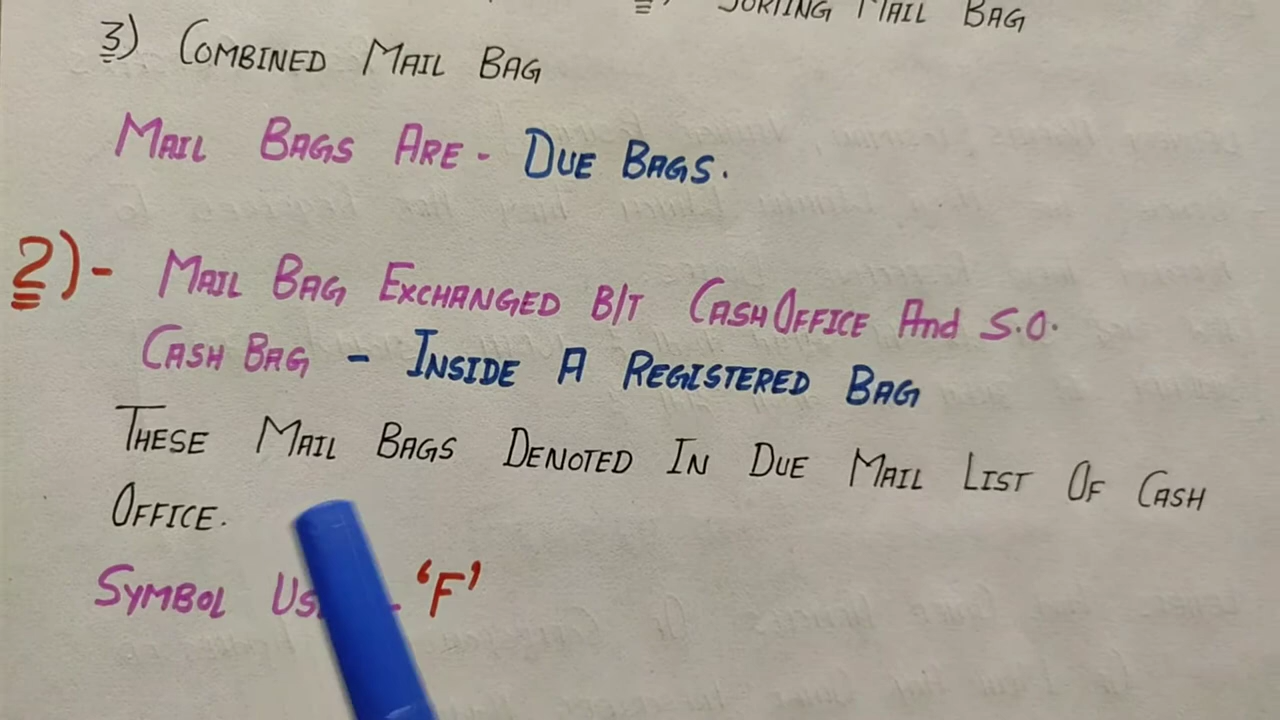 SORTING MAIL BAG
3) COMBINED MAIL BAG
MAIL BAGS ARE - DUE BAGS.
2)- MAIL BAG EXCHANGED B/T CASH OFFICE And S.O.
CASH BAG - INSIDE A REGISTERED BAG
THESE MAIL BAGS DENOTED IN DUE MAIL LIST OF CASH
OFFICE.
SYMBOL - 'F'